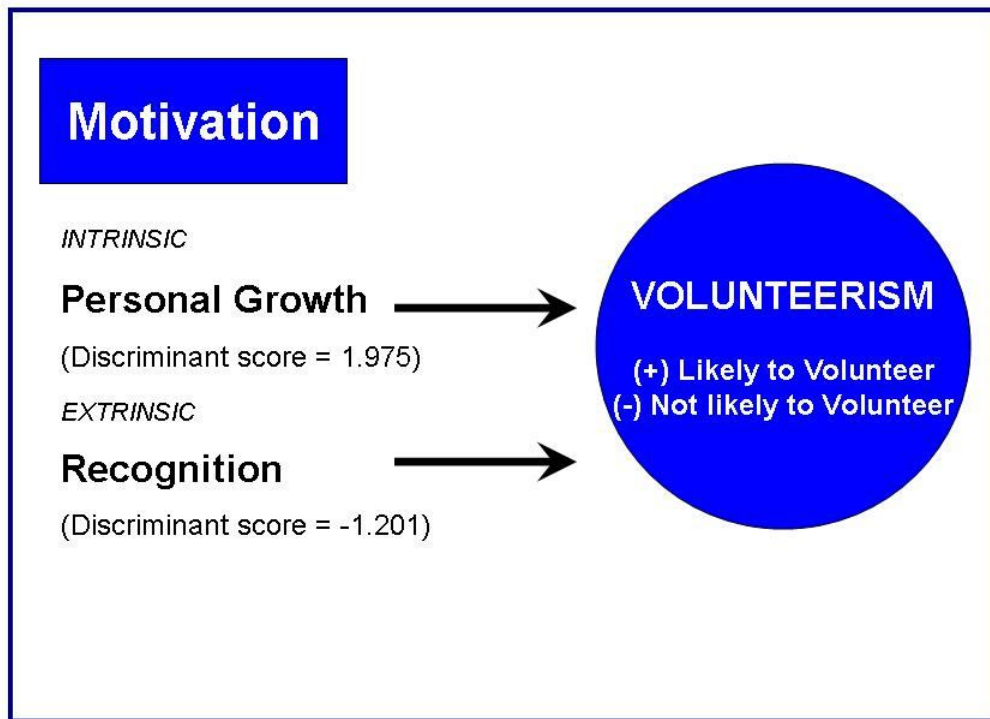 Motivation
INTRINSIC
Personal Growth
(Discriminant score = 1.975)
EXTRINSIC
Recognition
(Discriminant score = -1.201)
VOLUNTEERISM
(+) Likely to Volunteer
(-) Not likely to Volunteer